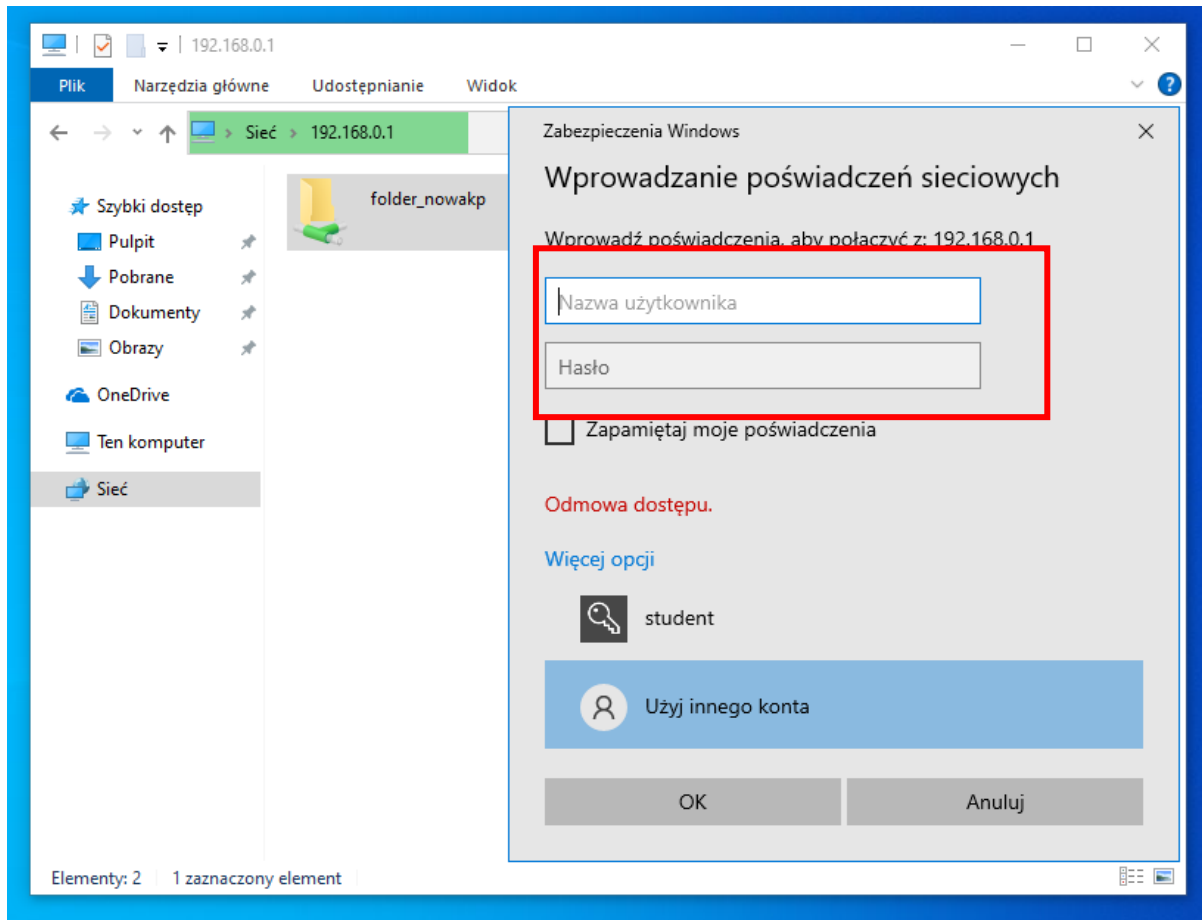 192.168.0.1
Plik Narzędzia główne Udostępnianie Widok
Sieć 192.168.0.1
Szybki dostęp
Pulpit
Pobrane
Dokumenty
Obrazy
OneDrive
Ten komputer
Sieć
folder_nowakp
Zabezpieczenia Windows
Wprowadzanie poświadczeń sieciowych
Wprowadź poświadczenia, aby połączyć z: 192.168.0.1
Nazwa użytkownika
Hasło
Zapamiętaj moje poświadczenia
Odmowa dostępu.
Więcej opcji
student
Użyj innego konta
OK Anuluj
Elementy: 2 1 zaznaczony element